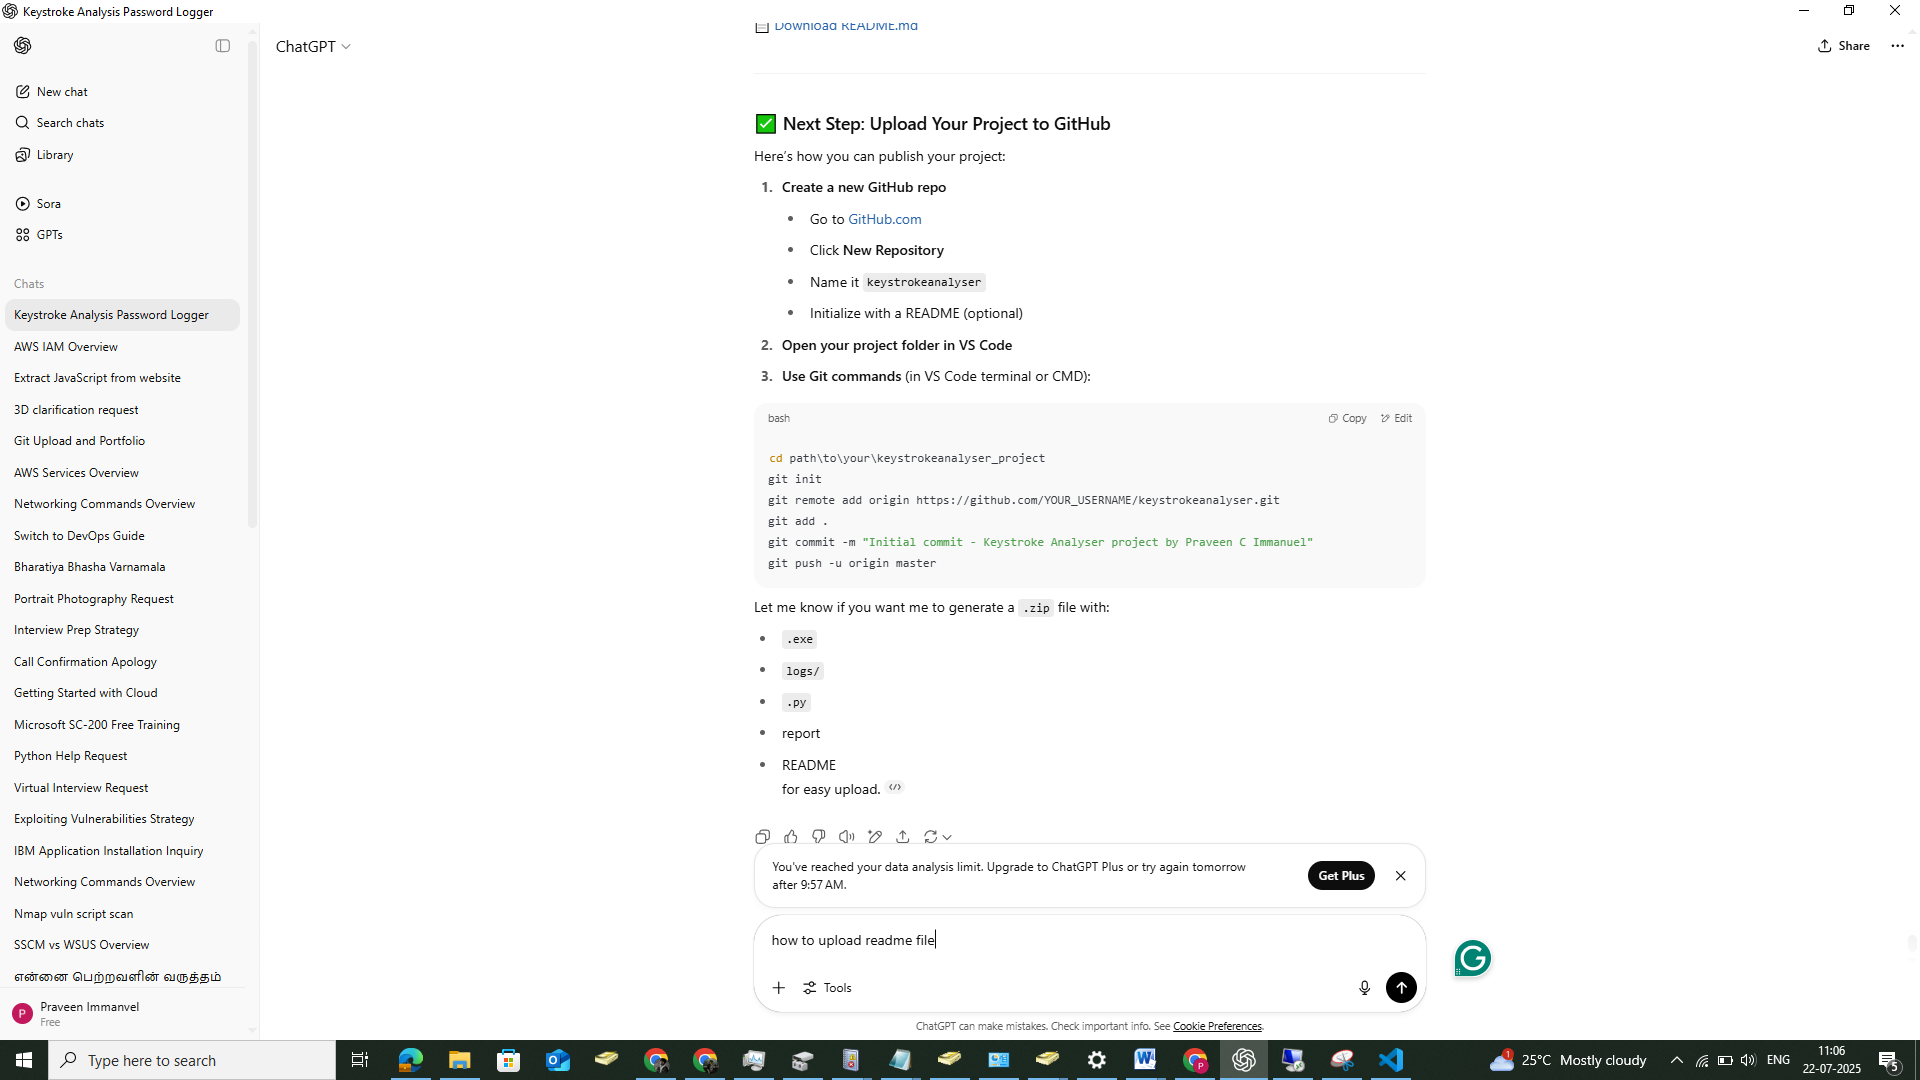 Keystroke Analysis Password Logger
ChatGPT
Share
New chat
Search chats
Library
Sora
GPTs
Chats
Keystroke Analysis Password Logger
AWS IAM Overview
Extract JavaScript from website
3D clarification request
Git Upload and Portfolio
AWS Services Overview
Networking Commands Overview
Switch to DevOps Guide
Bharatiya Bhasha Varnamala
Portrait Photography Request
Interview Prep Strategy
Call Confirmation Apology
Getting Started with Cloud
Microsoft SC-200 Free Training
Python Help Request
Virtual Interview Request
Exploiting Vulnerabilities Strategy
IBM Application Installation Inquiry
Networking Commands Overview
Nmap vuln script scan
SSCM vs WSUS Overview
என்னை பெற்றவளின் வருத்தம்
P
Praveen Immanvel
Free
Download README.md
Next Step: Upload Your Project to GitHub
Here’s how you can publish your project:
1. Create a new GitHub repo
• Go to GitHub.com
• Click New Repository
• Name it keystrokeanalyser
• Initialize with a README (optional)
2. Open your project folder in VS Code
3. Use Git commands (in VS Code terminal or CMD):
bash
Copy
Edit
cd path\to\your\keystrokeanalyser_project
git init
git remote add origin https://github.com/YOUR_USERNAME/keystrokeanalyser.git
git add .
git commit -m "Initial commit - Keystroke Analyser project by Praveen C Immanuel"
git push -u origin master
Let me know if you want me to generate a .zip file with:
• .exe
• logs/
• .py
• report
• README
for easy upload.
You've reached your data analysis limit. Upgrade to ChatGPT Plus or try again tomorrow
after 9:57 AM.
Get Plus
how to upload readme file
Tools
ChatGPT can make mistakes. Check important info. See Cookie Preferences.
Type here to search
1
25°C Mostly cloudy
ENG
11:06
22-07-2025
5